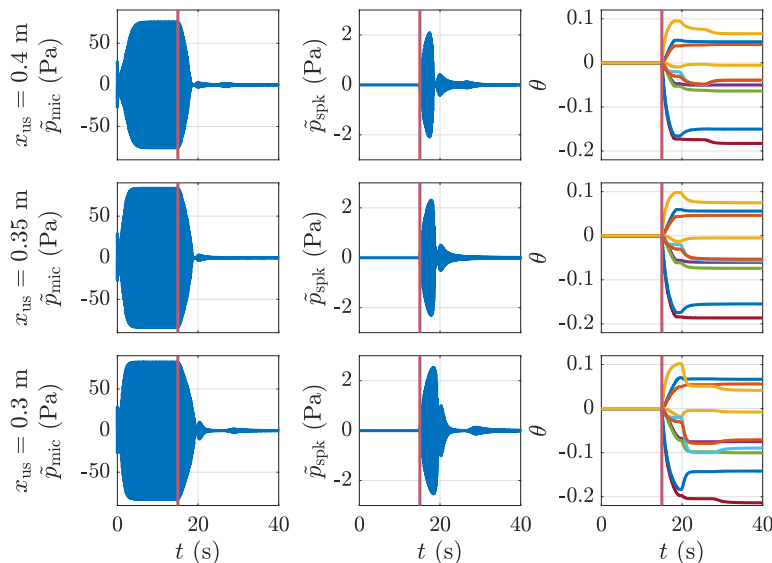 x_us = 0.4 m
p̃_mic (Pa)
50
0
-50
p̃_spk (Pa)
2
0
-2
θ
0.1
0
-0.1
-0.2
x_us = 0.35 m
p̃_mic (Pa)
50
0
-50
p̃_spk (Pa)
2
0
-2
θ
0.1
0
-0.1
-0.2
x_us = 0.3 m
p̃_mic (Pa)
50
0
-50
0 20 40
t (s)
p̃_spk (Pa)
2
0
-2
0 20 40
t (s)
θ
0.1
0
-0.1
-0.2
0 20 40
t (s)